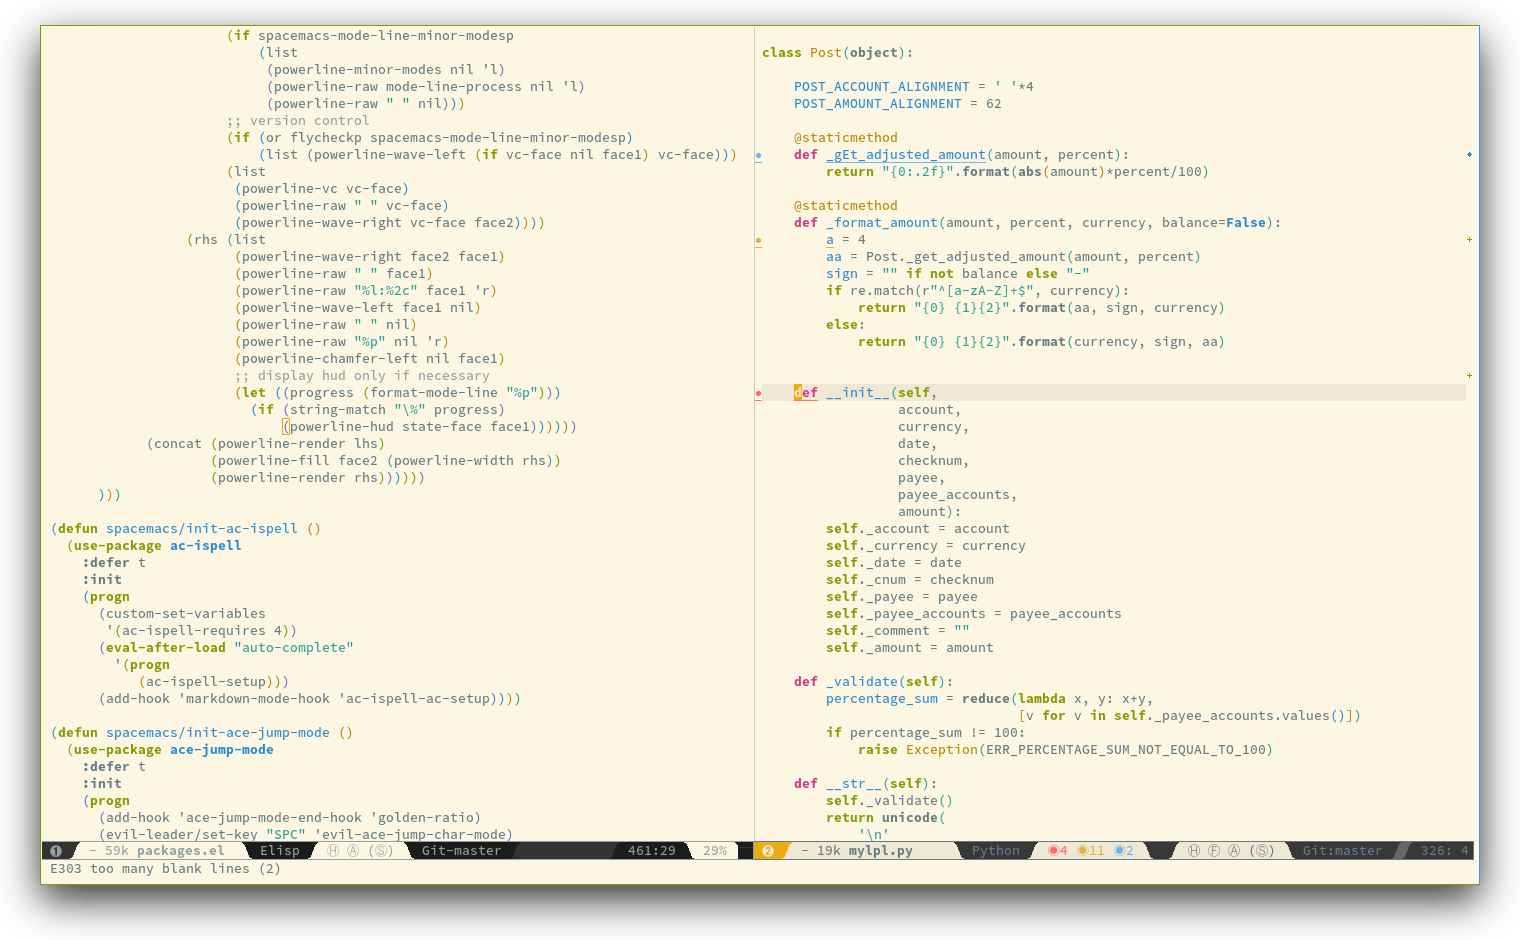 (if spacemacs-mode-line-minor-modesp
(list
(powerline-minor-modes nil 'l)
(powerline-raw mode-line-process nil 'l)
(powerline-raw " " nil)))
;; version control
(if (or flycheckp spacemacs-mode-line-minor-modesp)
(list (powerline-wave-left (if vc-face nil face1) vc-face)))
(list
(powerline-vc vc-face)
(powerline-raw " " vc-face)
(powerline-wave-right vc-face face2))))
(rhs (list
(powerline-wave-right face2 face1)
(powerline-raw " " face1)
(powerline-raw "%l:%2c" face1 'r)
(powerline-wave-left face1 nil)
(powerline-raw " " nil)
(powerline-raw "%p" nil 'r)
(powerline-chamfer-left nil face1)
;; display hud only if necessary
(let ((progress (format-mode-line "%p")))
(if (string-match "\%" progress)
(powerline-hud state-face face1))))))
(concat (powerline-render lhs)
(powerline-fill face2 (powerline-width rhs))
(powerline-render rhs))))))
)))
(defun spacemacs/init-ac-ispell ()
(use-package ac-ispell
:defer t
:init
(progn
(custom-set-variables
'(ac-ispell-requires 4))
(eval-after-load "auto-complete"
'(progn
(ac-ispell-setup)))
(add-hook 'markdown-mode-hook 'ac-ispell-ac-setup))))
(defun spacemacs/init-ace-jump-mode ()
(use-package ace-jump-mode
:defer t
:init
(progn
(add-hook 'ace-jump-mode-end-hook 'golden-ratio)
(evil-leader/set-key "SPC" 'evil-ace-jump-char-mode)
❶ - 59k packages.el Elisp Ⓗ Ⓐ (Ⓢ) Git-master 461:29 29%
class Post(object):
POST_ACCOUNT_ALIGNMENT = ' '*4
POST_AMOUNT_ALIGNMENT = 62
@staticmethod
def _gEt_adjusted_amount(amount, percent):
return "{0:.2f}".format(abs(amount)*percent/100)
@staticmethod
def _format_amount(amount, percent, currency, balance=False):
a = 4
aa = Post._get_adjusted_amount(amount, percent)
sign = "" if not balance else "-"
if re.match(r"^[a-zA-Z]+$", currency):
return "{0} {1}{2}".format(aa, sign, currency)
else:
return "{0} {1}{2}".format(currency, sign, aa)
def __init__(self,
account,
currency,
date,
checknum,
payee,
payee_accounts,
amount):
self._account = account
self._currency = currency
self._date = date
self._cnum = checknum
self._payee = payee
self._payee_accounts = payee_accounts
self._comment = ""
self._amount = amount
def _validate(self):
percentage_sum = reduce(lambda x, y: x+y,
[v for v in self._payee_accounts.values()])
if percentage_sum != 100:
raise Exception(ERR_PERCENTAGE_SUM_NOT_EQUAL_TO_100)
def __str__(self):
self._validate()
return unicode(
'\n'
❷ - 19k mylpl.py Python ◉4 ◉11 ◉2 Ⓗ Ⓕ Ⓐ (Ⓢ) Git:master 326: 4
E303 too many blank lines (2)